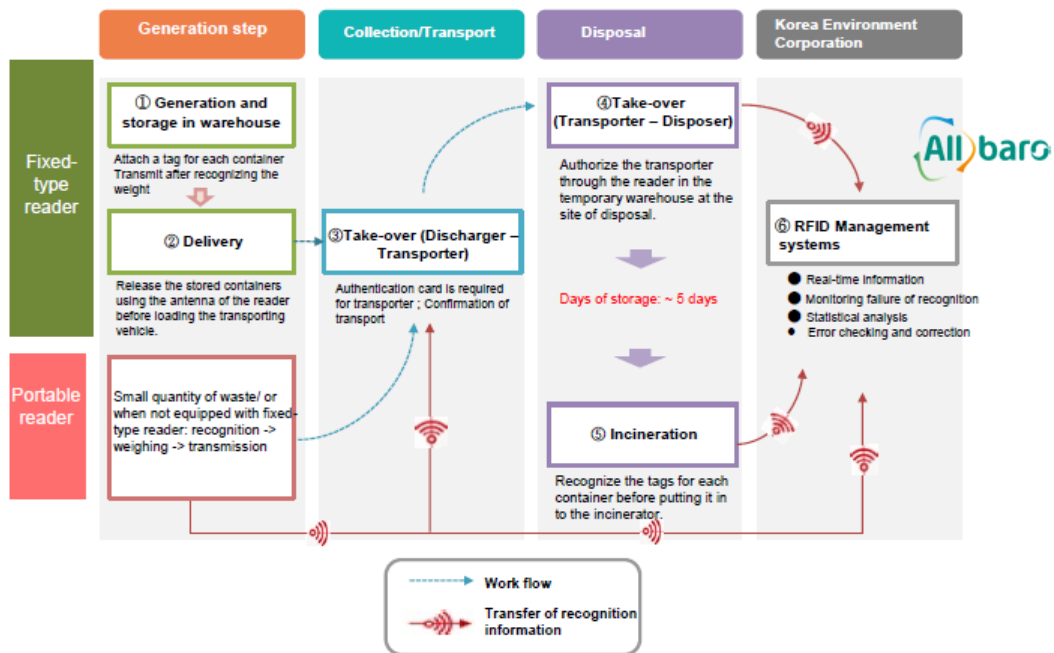 Generation step
Collection/Transport
Disposal
Korea Environment
Corporation
Fixed-
type
reader
① Generation and
storage in warehouse
Attach a tag for each container
Transmit after recognizing the
weight
② Delivery
Release the stored containers
using the antenna of the reader
before loading the transporting
vehicle.
③Take-over (Discharger –
Transporter)
Authentication card is required
for transporter ; Confirmation of
transport
④Take-over
(Transporter – Disposer)
Authorize the transporter
through the reader in the
temporary warehouse at the
site of disposal.
Days of storage: ~ 5 days
Allbaro
⑥ RFID Management
systems
● Real-time information
● Monitoring failure of recognition
● Statistical analysis
● Error checking and correction
Portable
reader
Small quantity of waste/ or
when not equipped with fixed-
type reader: recognition ->
weighing -> transmission
⑤ Incineration
Recognize the tags for each
container before putting it in
to the incinerator.
Work flow
Transfer of recognition
information